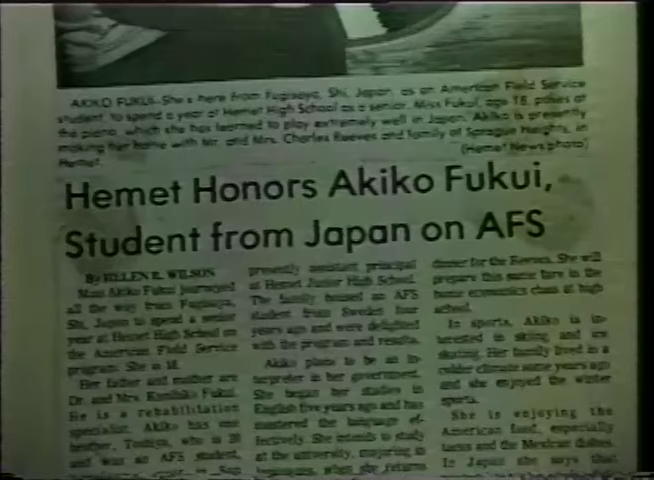 AKIKO FUKUI—She's here from Fugisaya, Shi, Japan, as an American Field Service
student, to spend a year at Hemet High School as a senior. Miss Fukui, age 18, poses at
the piano, which she has learned to play extremely well in Japan. Akiko is presently
making her home with Mr. and Mrs. Charles Reeves and family of Sprague Heights, in
Hemet. (Hemet News photo)
Hemet Honors Akiko Fukui,
Student from Japan on AFS
By ELLEN E. WILSON
Miss Akiko Fukui journeyed
all the way from Fugisaya,
Shi, Japan to spend a senior
year at Hemet High School on
the American Field Service
program. She is 18.
Her father and mother are
Dr. and Mrs. Fukui.
He is a rehabilitation
specialist. Akiko has one
brother, Toshiya, who is 20
and was an AFS student,
presently assistant principal
at Hemet Junior High School.
The family housed an AFS
student from Sweden four
years ago and were delighted
with the program and results.
Akiko plans to be an in-
terpreter in her government.
She began her studies in
English five years ago and has
mastered the language ef-
fectively. She intends to study
at the university, majoring in
when she returns
dinner for the Reeves. She will
prepare this same fare in the
home economics class at high
school.
In sports, Akiko is in-
terested in skiing and ice
skating. Her family lived in a
colder climate some years ago
and she enjoyed the winter
sports.
She is enjoying the
American food, especially
tacos and the Mexican dishes.
In Japan she says that